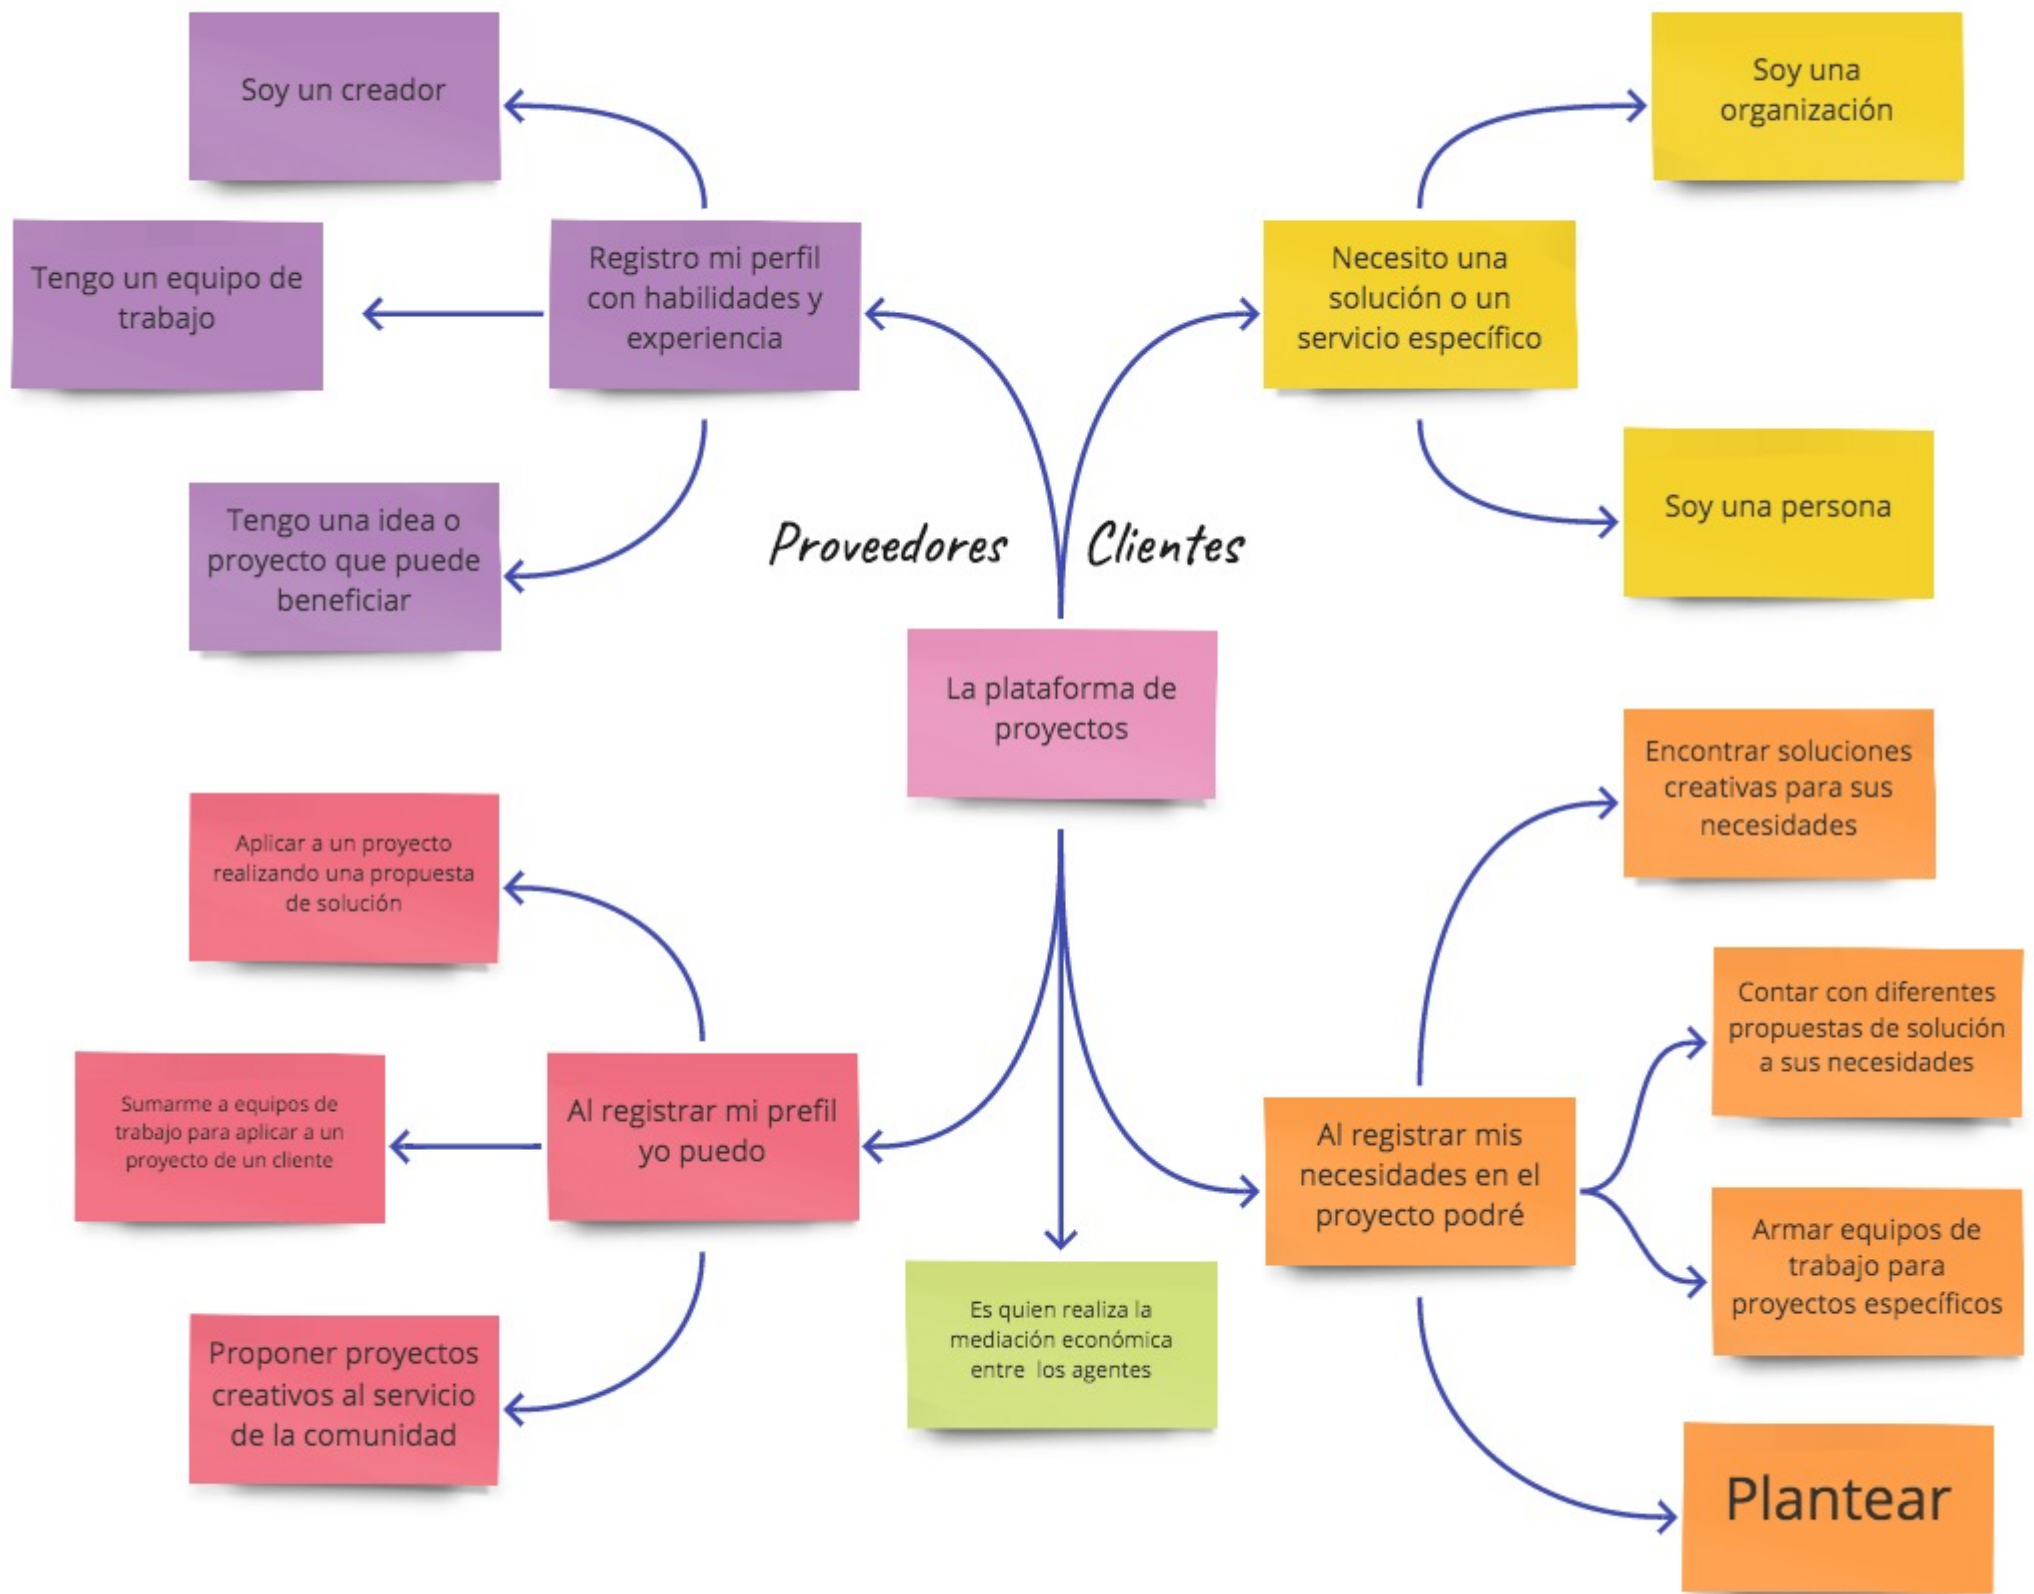 Soy un creador
Soy una
organización
Tengo un equipo de
trabajo
Registro mi perfil
con habilidades y
experiencia
Necesito una
solución o un
servicio específico
Tengo una idea o
proyecto que puede
beneficiar
Proveedores
Clientes
Soy una persona
La plataforma de
proyectos
Encontrar soluciones
creativas para sus
necesidades
Aplicar a un proyecto
realizando una propuesta
de solución
Contar con diferentes
propuestas de solución
a sus necesidades
Sumarme a equipos de
trabajo para aplicar a un
proyecto de un cliente
Al registrar mi prefil
yo puedo
Al registrar mis
necesidades en el
proyecto podré
Armar equipos de
trabajo para
proyectos específicos
Es quien realiza la
mediación económica
entre los agentes
Proponer proyectos
creativos al servicio
de la comunidad
Plantear